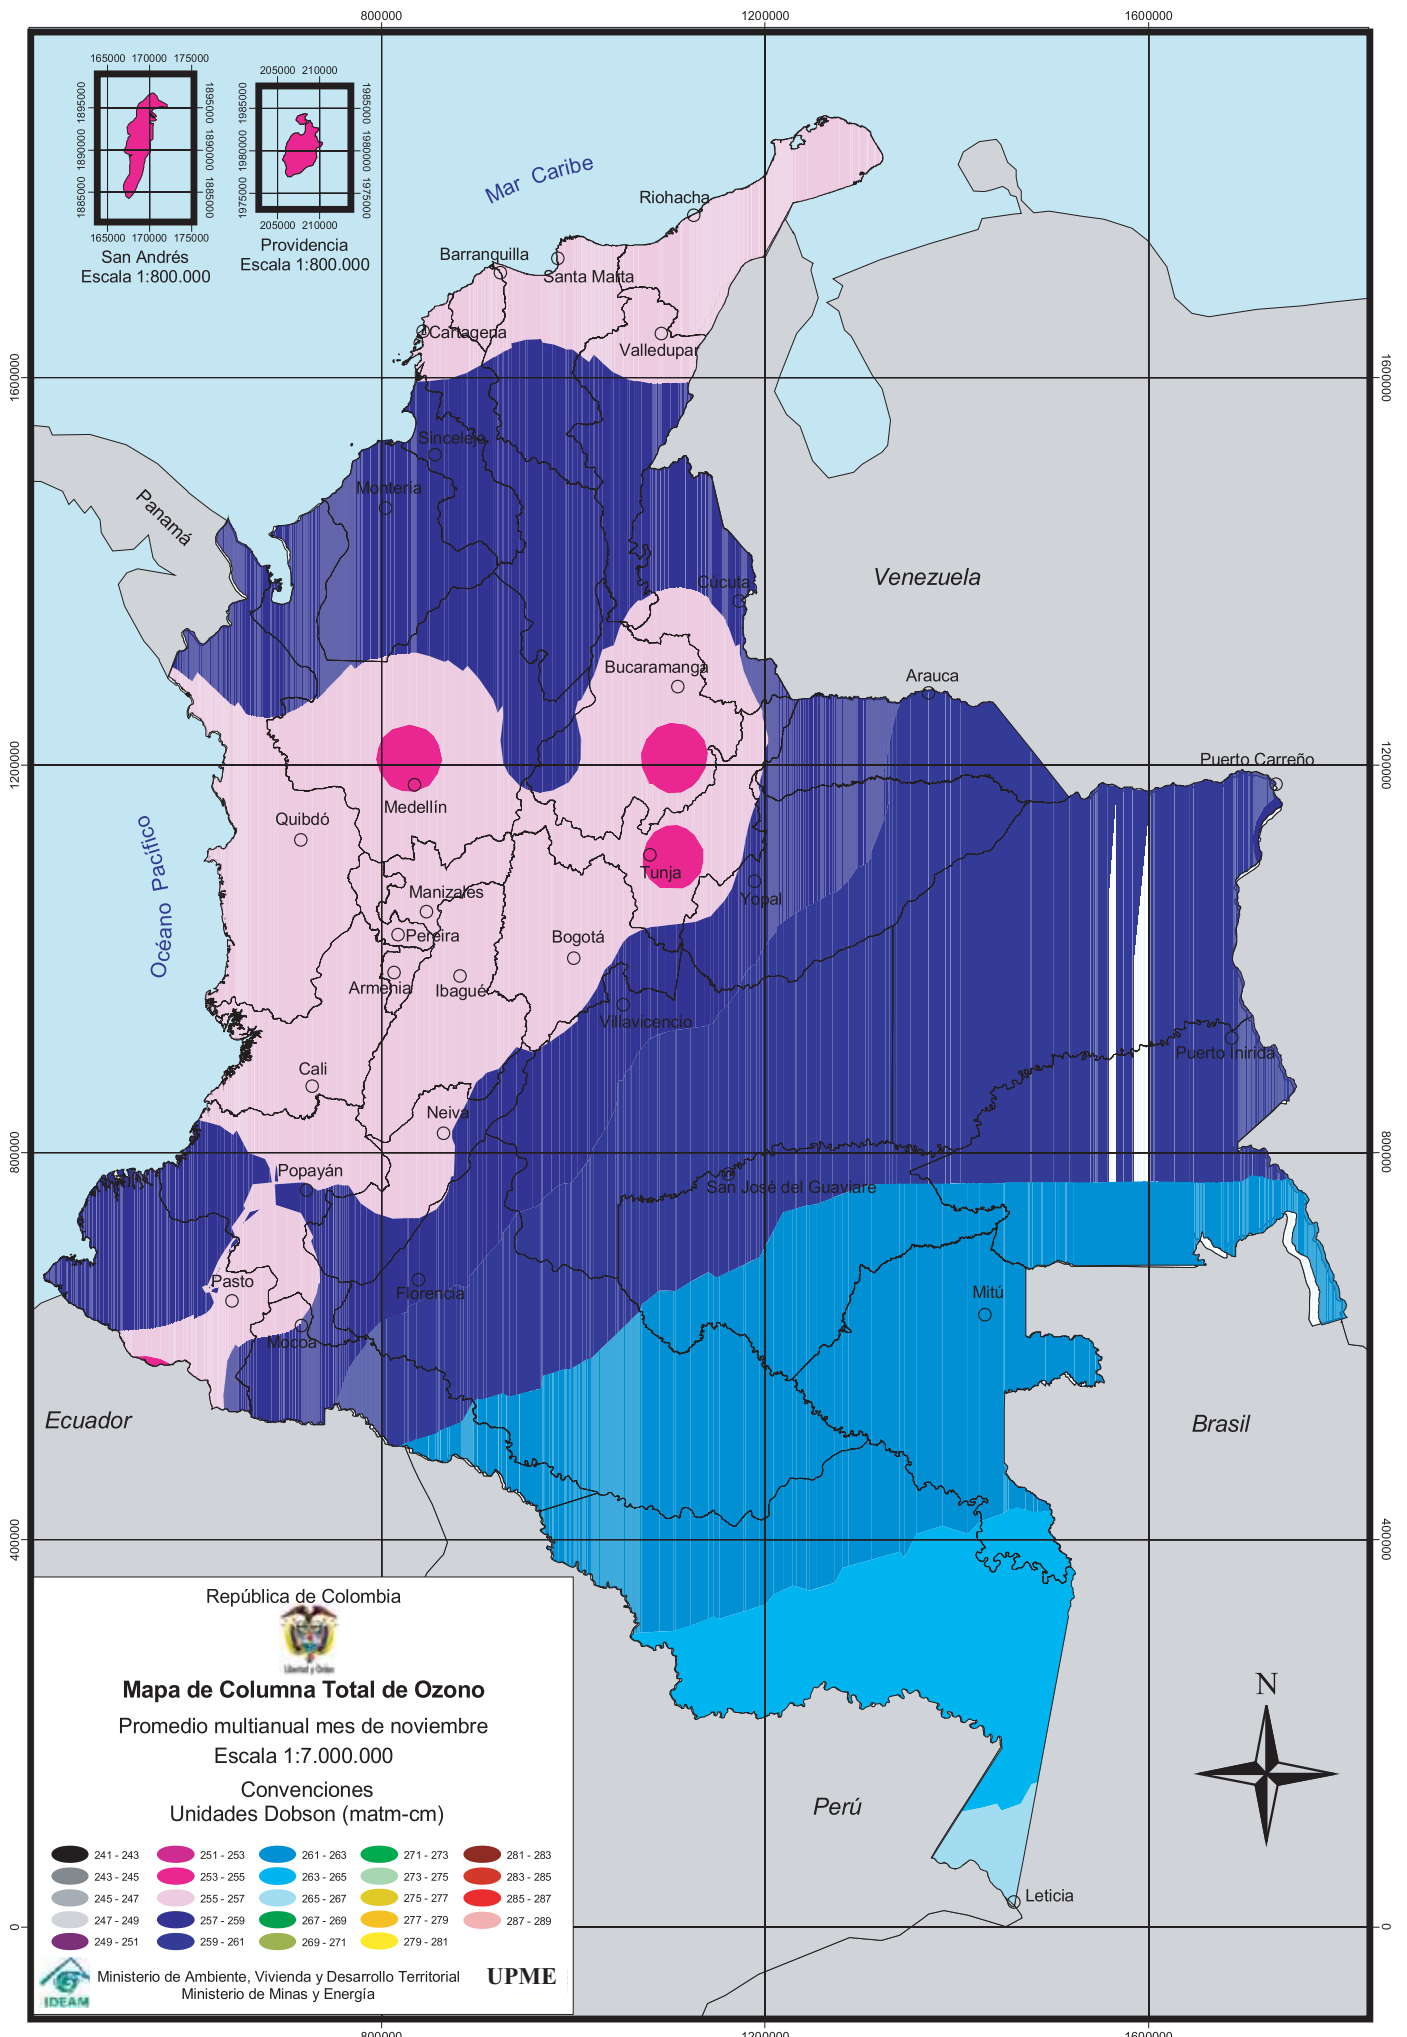 800000 1200000 1600000
165000 170000 175000
205000 210000
1895000 1895000
1890000 1890000
1885000 1885000
1985000 1985000
1980000 1980000
1975000 1975000
165000 170000 175000
205000 210000
San Andrés
Escala 1:800.000
Providencia
Escala 1:800.000
Mar Caribe
Riohacha
Barranquilla
Santa Marta
Cartagena
Valledupar
1600000 1600000
Sincelejo
Montería
Panamá
Venezuela
Cúcuta
Bucaramanga
Arauca
1200000 1200000
Puerto Carreño
Medellín
Quibdó
Océano Pacífico
Tunja
Manizales
Yopal
Pereira
Bogotá
Armenia
Ibagué
Villavicencio
Puerto Inirida
Cali
Neiva
800000 800000
Popayán
San José del Guaviare
Pasto
Florencia
Mitú
Mocoa
Ecuador
Brasil
400000 400000
República de Colombia
Libertad y Orden
Mapa de Columna Total de Ozono
Promedio multianual mes de noviembre
Escala 1:7.000.000
Convenciones
Unidades Dobson (matm-cm)
241 - 243 251 - 253 261 - 263 271 - 273 281 - 283
243 - 245 253 - 255 263 - 265 273 - 275 283 - 285
245 - 247 255 - 257 265 - 267 275 - 277 285 - 287
247 - 249 257 - 259 267 - 269 277 - 279 287 - 289
249 - 251 259 - 261 269 - 271 279 - 281
N
Perú
Leticia
0 0
IDEAM
Ministerio de Ambiente, Vivienda y Desarrollo Territorial
Ministerio de Minas y Energía
UPME
800000 1200000 1600000